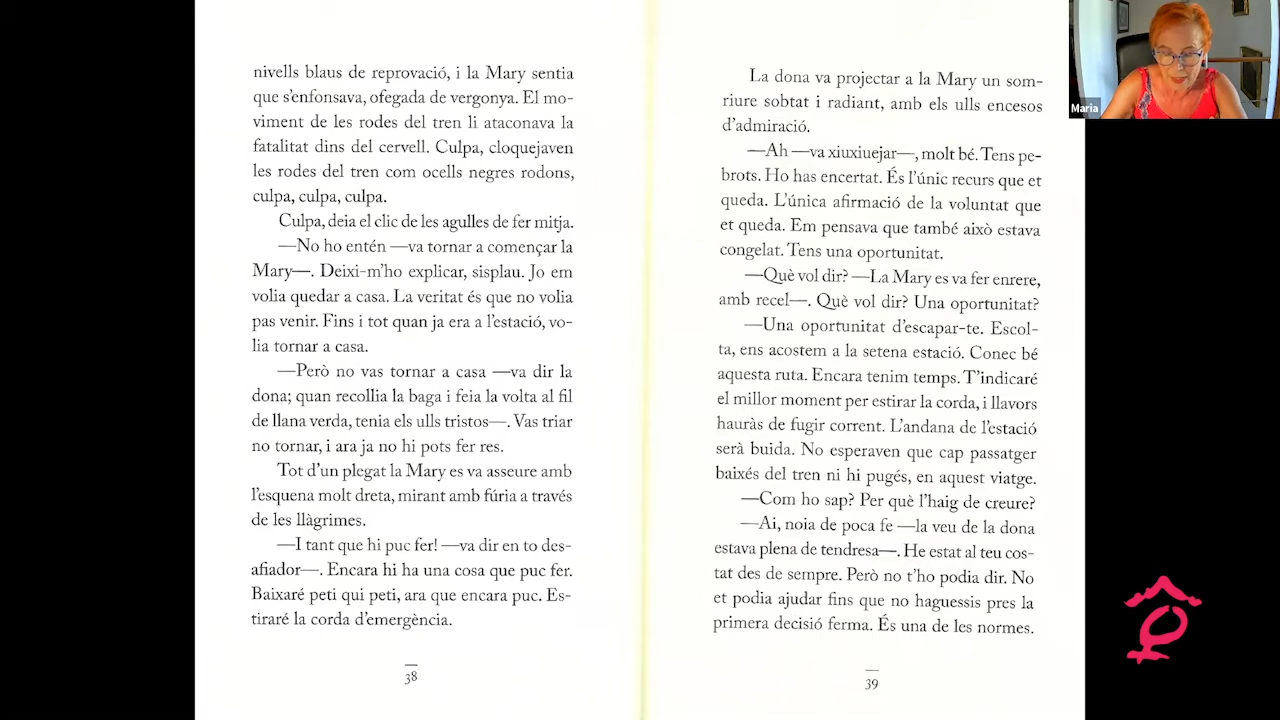 nivells blaus de reprovació, i la Mary sentia
que s'enfonsava, ofegada de vergonya. El mo-
viment de les rodes del tren li ataconava la
fatalitat dins del cervell. Culpa, cloquejaven
les rodes del tren com ocells negres rodons,
culpa, culpa, culpa.
Culpa, deia el clic de les agulles de fer mitja.
—No ho entén —va tornar a començar la
Mary—. Deixi-m'ho explicar, sisplau. Jo em
volia quedar a casa. La veritat és que no volia
pas venir. Fins i tot quan ja era a l'estació, vo-
lia tornar a casa.
—Però no vas tornar a casa —va dir la
dona; quan recollia la baga i feia la volta al fil
de llana verda, tenia els ulls tristos—. Vas triar
no tornar, i ara ja no hi pots fer res.
Tot d'un plegat la Mary es va asseure amb
l'esquena molt dreta, mirant amb fúria a través
de les llàgrimes.
—I tant que hi puc fer! —va dir en to des-
afiador—. Encara hi ha una cosa que puc fer.
Baixaré peti qui peti, ara que encara puc. Es-
tiraré la corda d'emergència.
38
La dona va projectar a la Mary un som-
riure sobtat i radiant, amb els ulls encesos
d'admiració.
—Ah —va xiuxiuejar—, molt bé. Tens pe-
brots. Ho has encertat. És l'únic recurs que et
queda. L'única afirmació de la voluntat que
et queda. Em pensava que també això estava
congelat. Tens una oportunitat.
—Què vol dir? —La Mary es va fer enrere,
amb recel—. Què vol dir? Una oportunitat?
—Una oportunitat d'escapar-te. Escol-
ta, ens acostem a la setena estació. Conec bé
aquesta ruta. Encara tenim temps. T'indicaré
el millor moment per estirar la corda, i llavors
hauràs de fugir corrent. L'andana de l'estació
serà buida. No esperaven que cap passatger
baixés del tren ni hi pugés, en aquest viatge.
—Com ho sap? Per què l'haig de creure?
—Ai, noia de poca fe —la veu de la dona
estava plena de tendresa—. He estat al teu cos-
tat des de sempre. Però no t'ho podia dir. No
et podia ajudar fins que no haguessis pres la
primera decisió ferma. És una de les normes.
39
Maria